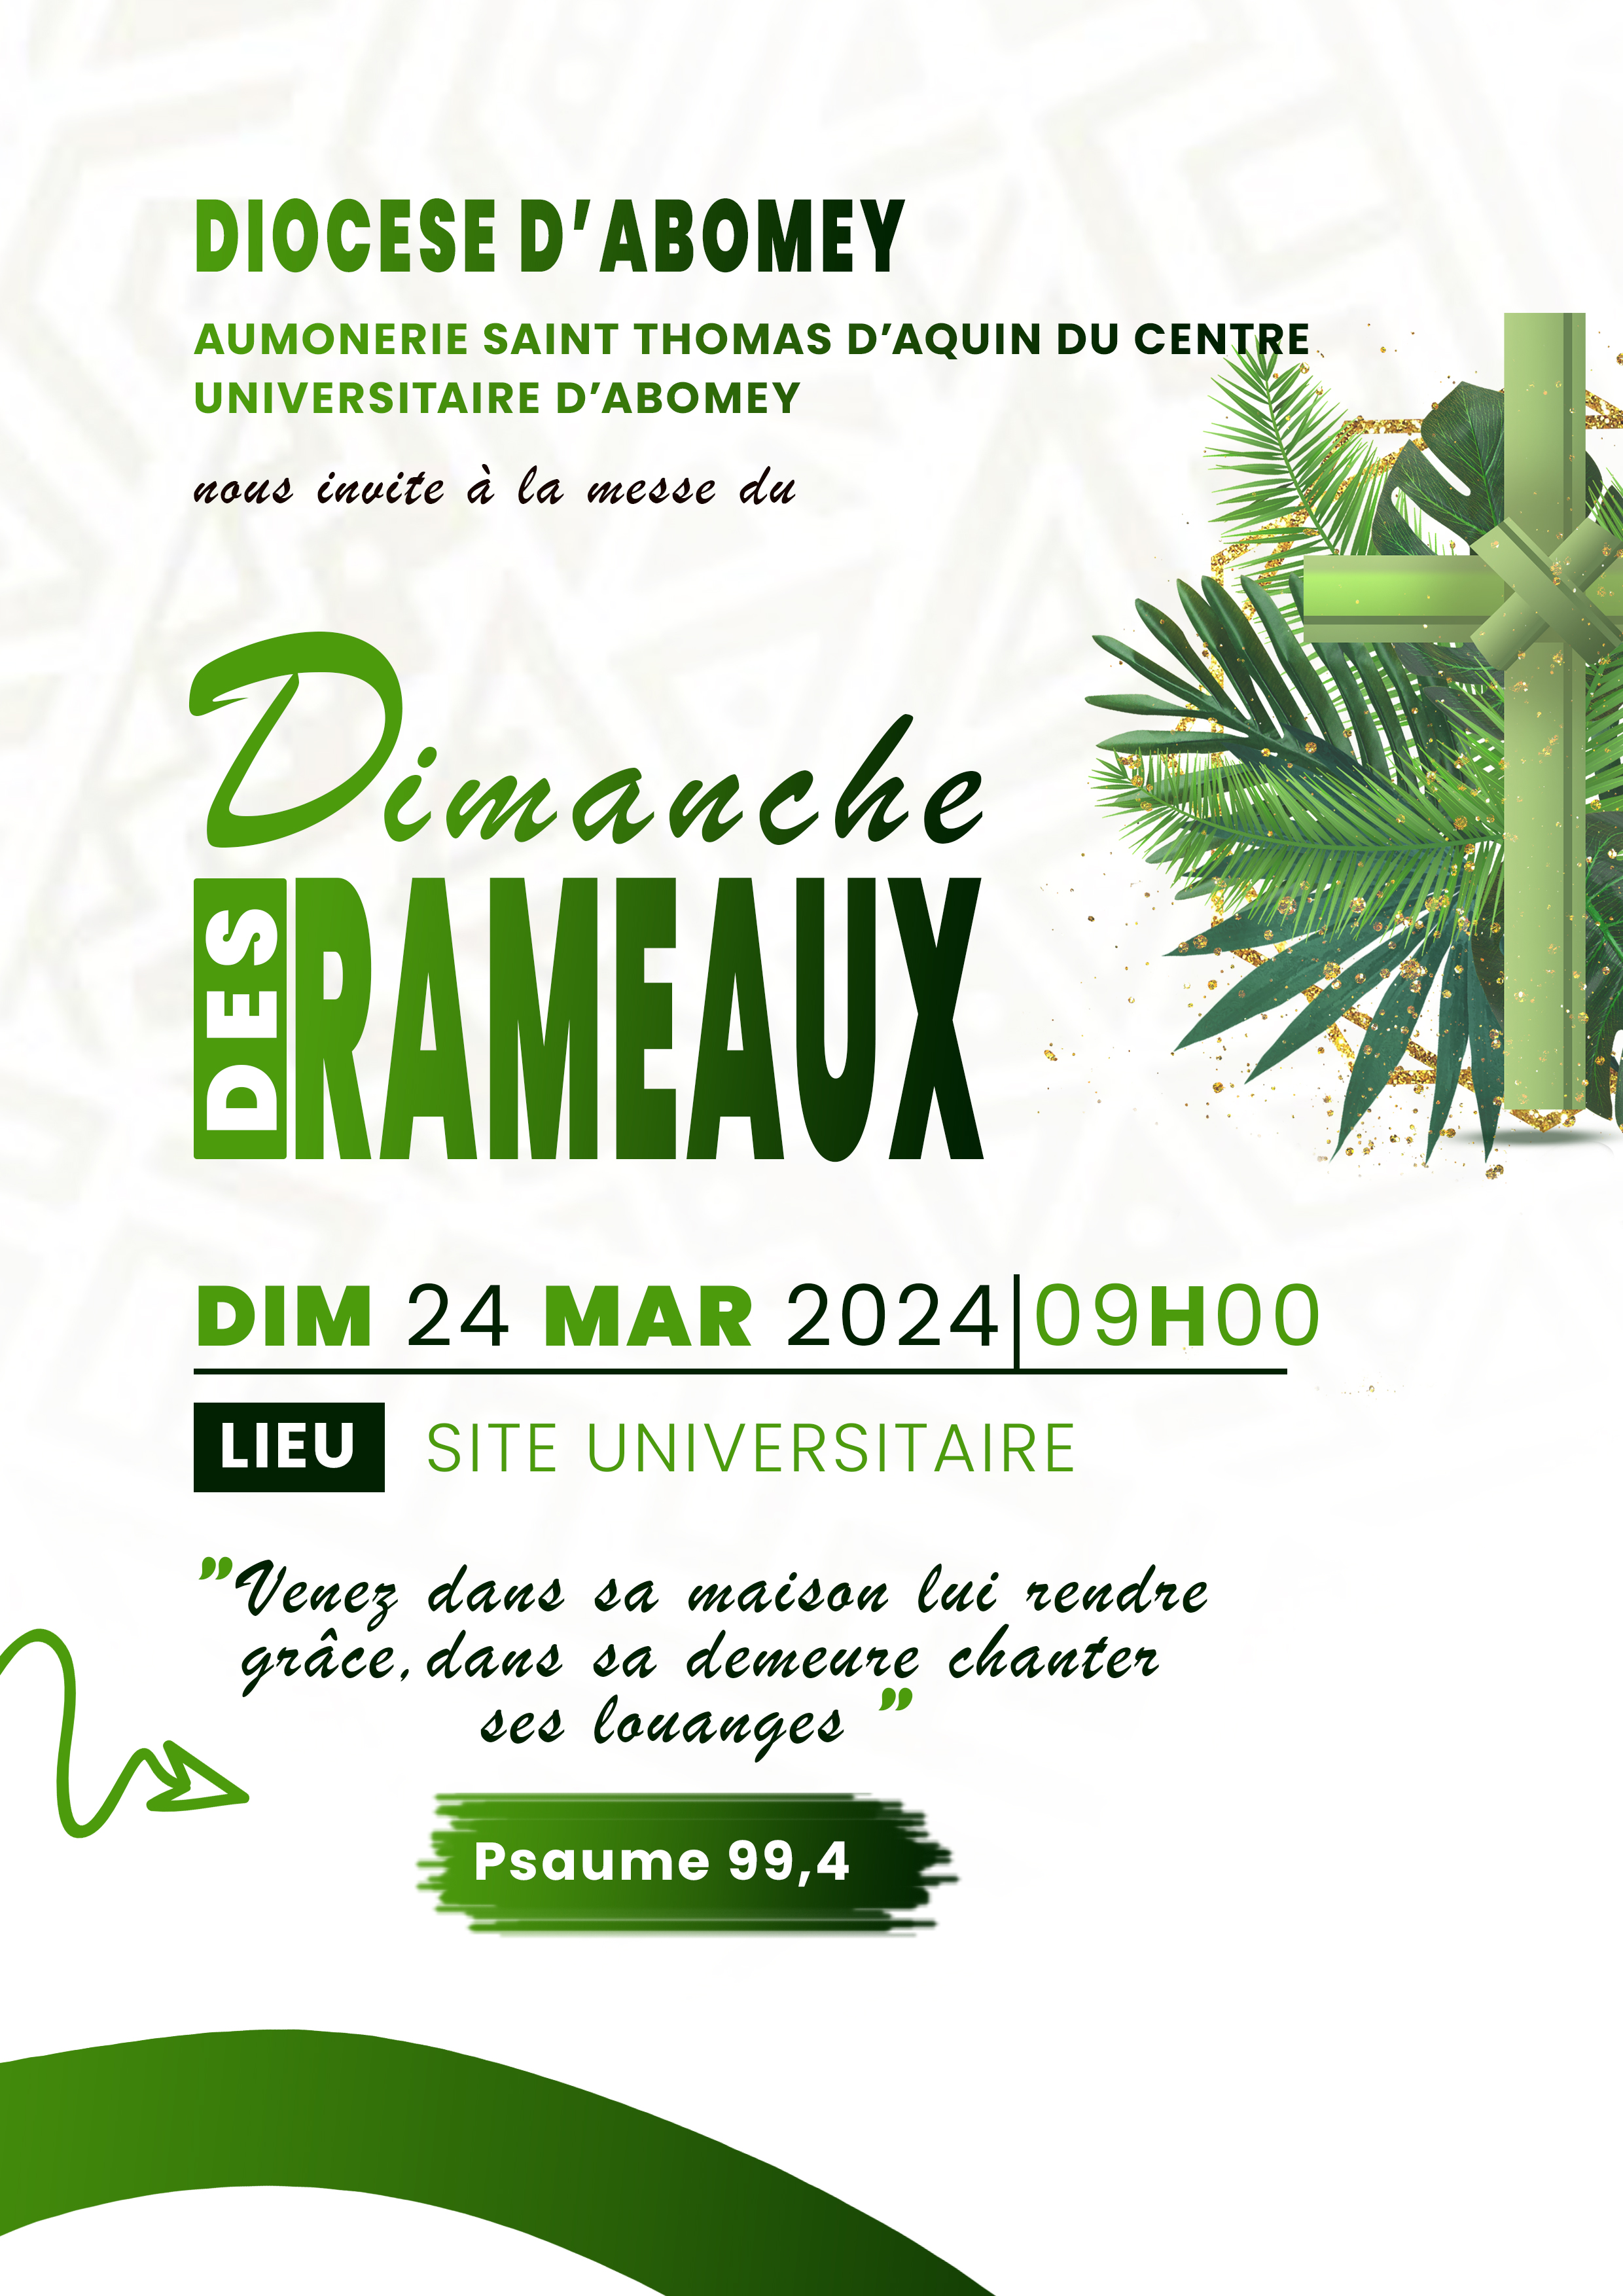 DIOCESE D’ABOMEY
AUMONERIE SAINT THOMAS D’AQUIN DU CENTRE
UNIVERSITAIRE D’ABOMEY
nous invite à la messe du
Dimanche
DES RAMEAUX
DIM 24 MAR 2024|09H00
LIEU SITE UNIVERSITAIRE
”Venez dans sa maison lui rendre
grâce, dans sa demeure chanter
ses louanges ”
Psaume 99,4